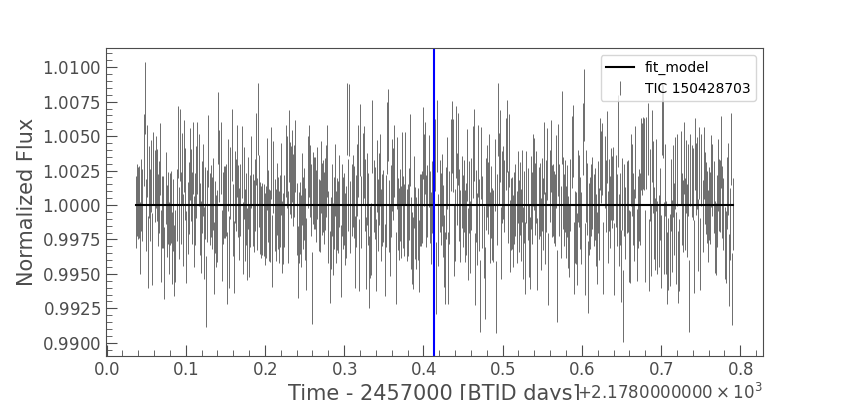 fit_model
TIC 150428703
Normalized Flux
1.0100
1.0075
1.0050
1.0025
1.0000
0.9975
0.9950
0.9925
0.9900
0.0 0.1 0.2 0.3 0.4 0.5 0.6 0.7 0.8
Time - 2457000 [BTJD days]
+2.1780000000 × 10³